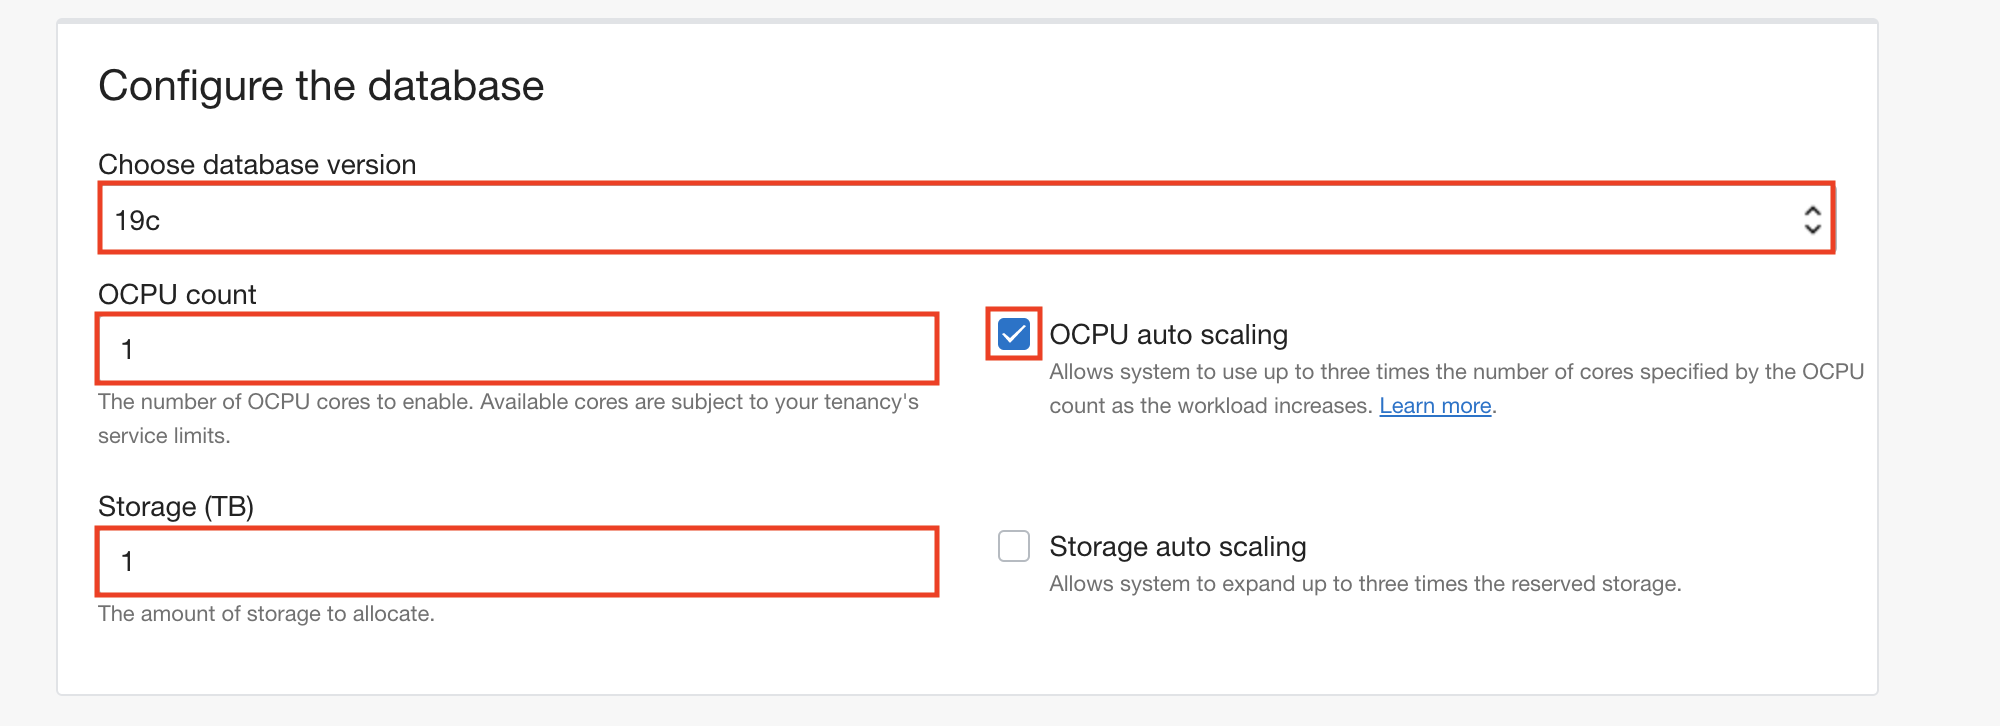 Configure the database
Choose database version
19c
OCPU count
1
The number of OCPU cores to enable. Available cores are subject to your tenancy's
service limits.
OCPU auto scaling
Allows system to use up to three times the number of cores specified by the OCPU
count as the workload increases. Learn more.
Storage (TB)
1
The amount of storage to allocate.
Storage auto scaling
Allows system to expand up to three times the reserved storage.